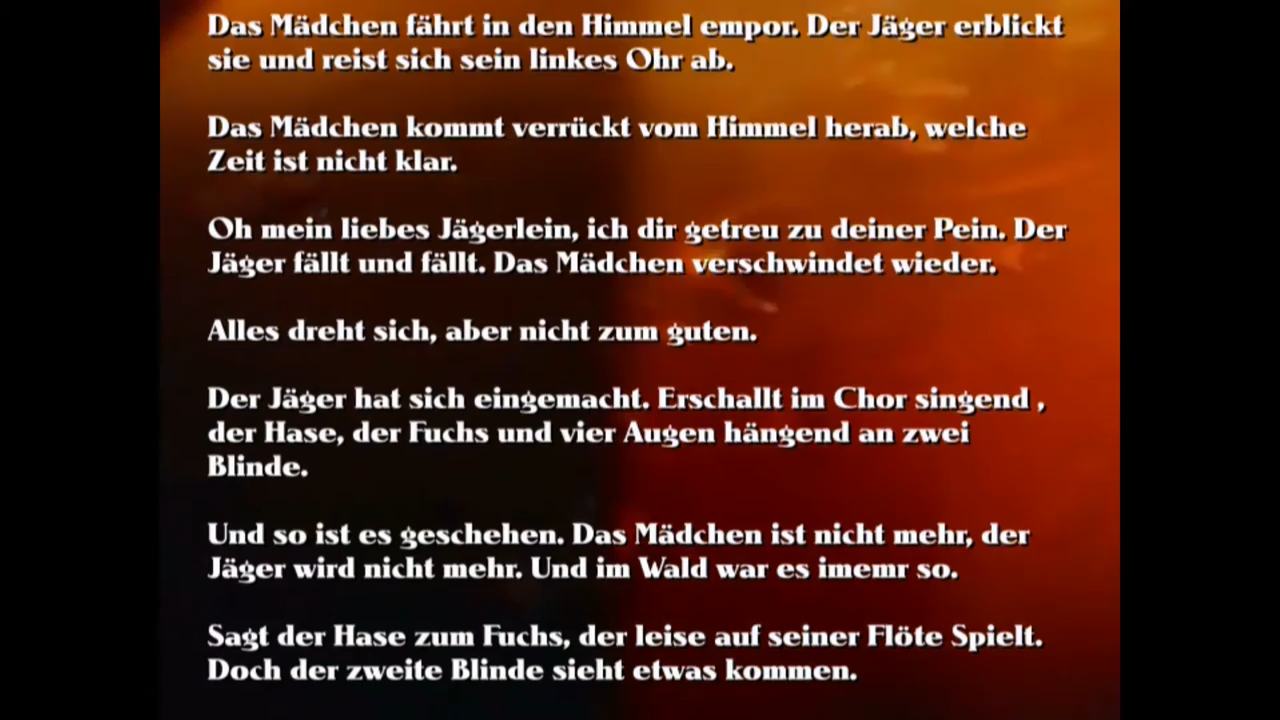 Das Mädchen fährt in den Himmel empor. Der Jäger erblickt
sie und reist sich sein linkes Ohr ab.
Das Mädchen kommt verrückt vom Himmel herab, welche
Zeit ist nicht klar.
Oh mein liebes Jägerlein, ich dir getreu zu deiner Pein. Der
Jäger fällt und fällt. Das Mädchen verschwindet wieder.
Alles dreht sich, aber nicht zum guten.
Der Jäger hat sich eingemacht. Erschallt im Chor singend ,
der Hase, der Fuchs und vier Augen hängend an zwei
Blinde.
Und so ist es geschehen. Das Mädchen ist nicht mehr, der
Jäger wird nicht mehr. Und im Wald war es imemr so.
Sagt der Hase zum Fuchs, der leise auf seiner Flöte Spielt.
Doch der zweite Blinde sieht etwas kommen.